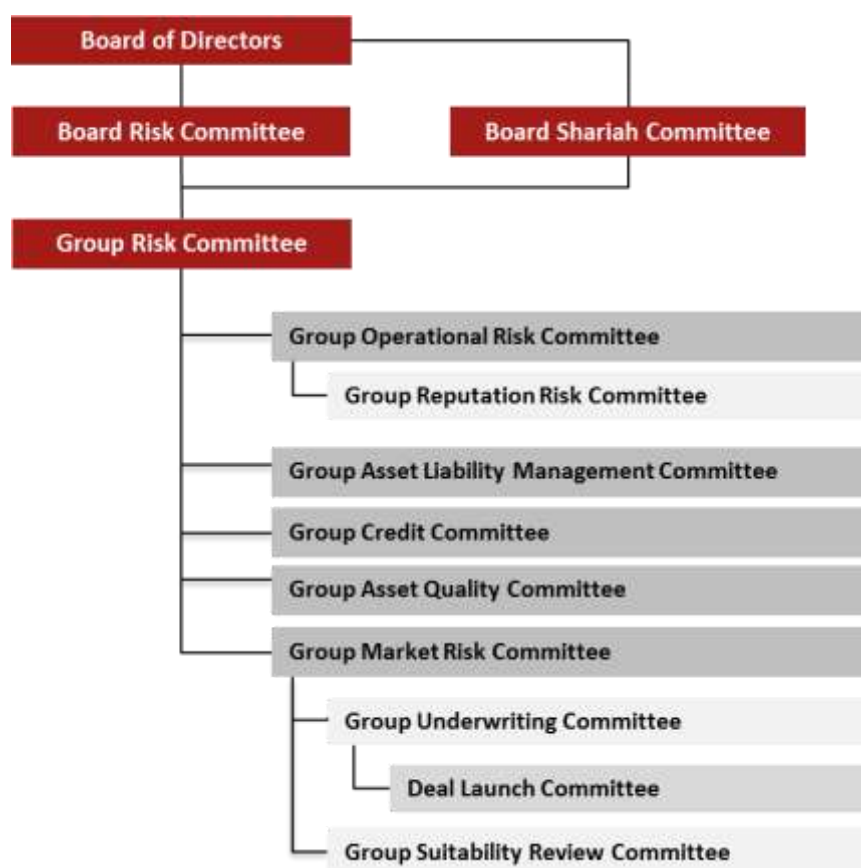 Board of Directors
Board Risk Committee
Board Shariah Committee
Group Risk Committee
Group Operational Risk Committee
Group Reputation Risk Committee
Group Asset Liability Management Committee
Group Credit Committee
Group Asset Quality Committee
Group Market Risk Committee
Group Underwriting Committee
Deal Launch Committee
Group Suitability Review Committee